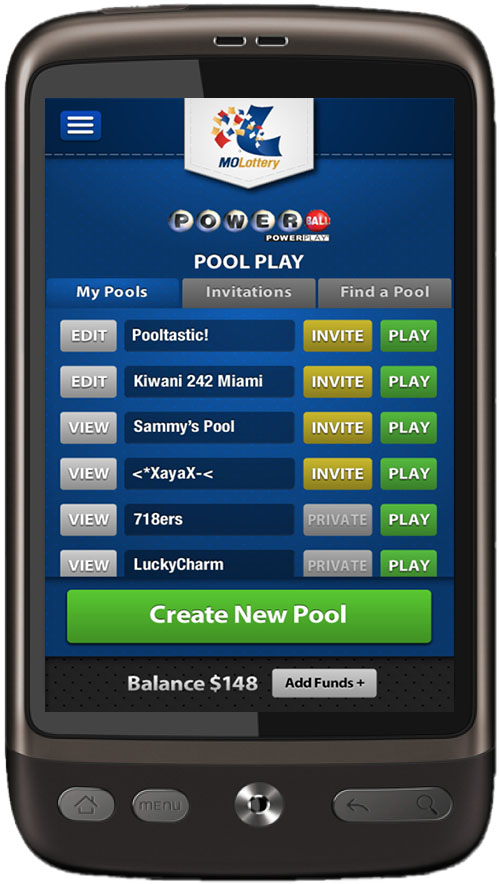 MOLottery
POWERBALL
POWERPLAY
POOL PLAY
My Pools Invitations Find a Pool
EDIT Pooltastic! INVITE PLAY
EDIT Kiwani 242 Miami INVITE PLAY
VIEW Sammy's Pool INVITE PLAY
VIEW <*XayaX-< INVITE PLAY
VIEW 718ers PRIVATE PLAY
VIEW LuckyCharm PRIVATE PLAY
Create New Pool
Balance $148 Add Funds +
menu